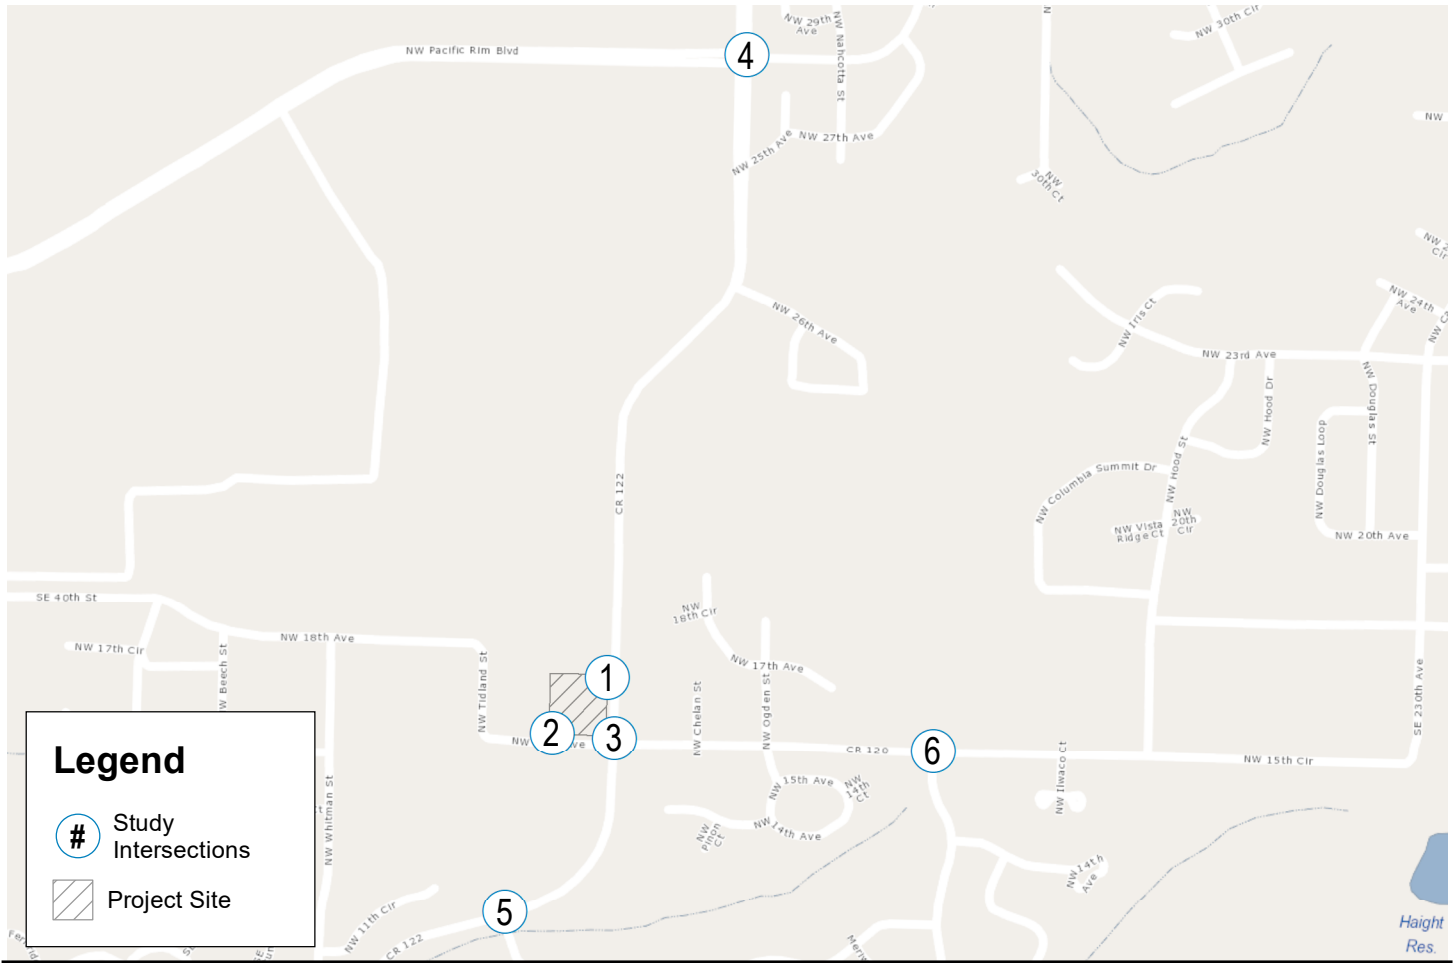 NW 29th
Ave
NW Nahcotta St
N
NW 30th Cir
NW Pacific Rim Blvd
4
NW
NW 25th Ave
NW 27th Ave
NW
30th Ct
NW 24th
Ave
NW 26th Ave
NW Iris Ct
NW 23rd Ave
NW Hood Dr
NW Douglas St
NW Douglas Loop
NW Hood St
CR 122
NW Columbia Summit Dr
NW Vista
Ridge Ct
NW
20th
Cir
NW 20th Ave
SE 40th St
NW
18th Cir
NW 18th Ave
NW 17th Cir
W Beech St
NW Tidland St
1
NW 17th Ave
NW Chelan St
NW Ogden St
SE 230th Ave
2
3
6
CR 120
NW 15th Cir
NW Ilwaco Ct
NW 15th Ave
NW
14th
Ct
NW 14th Ave
NW
Pinon
Ct
NW Whitman St
NW 14th
Ave
5
NW 11th Cir
CR 122
Haight
Res.
Legend
#
Study
Intersections
Project Site